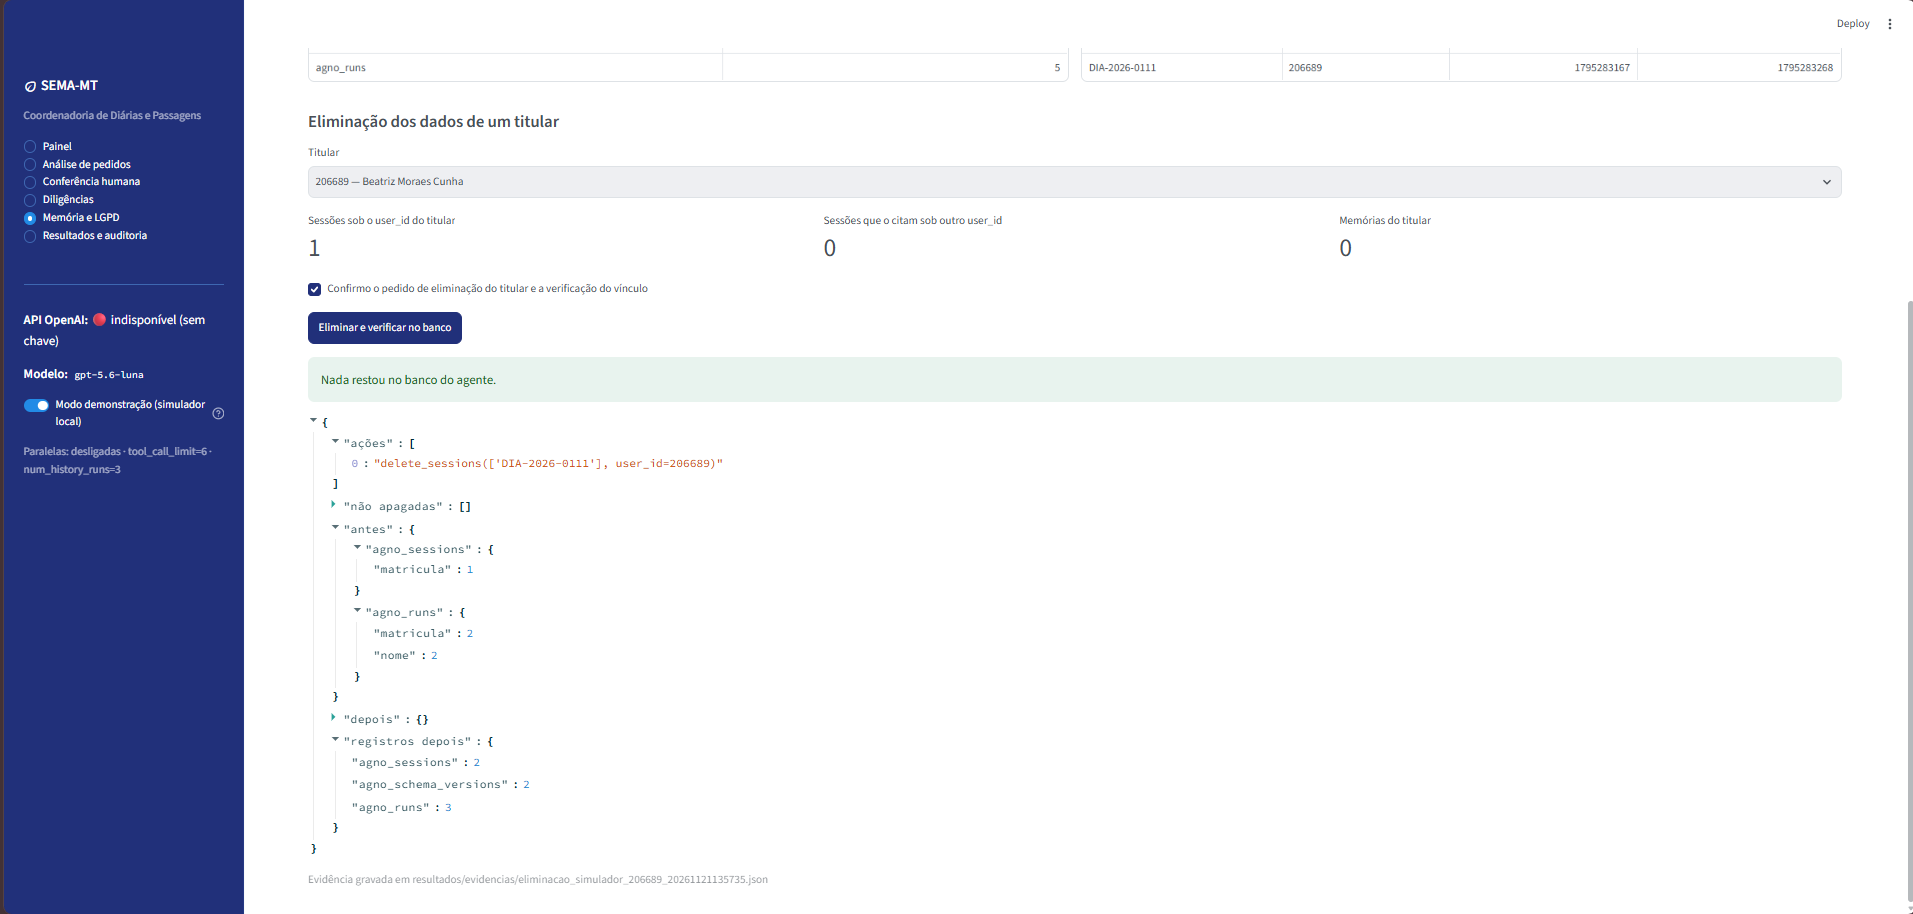 Deploy
SEMA-MT
Coordenadoria de Diárias e Passagens
Painel
Análise de pedidos
Conferência humana
Diligências
Memória e LGPD
Resultados e auditoria
API OpenAI: 🔴 indisponível (sem
chave)
Modelo: gpt-5.6-luna
Modo demonstração (simulador
local)
Paralelas: desligadas · tool_call_limit=6 ·
num_history_runs=3
agno_runs 5
DIA-2026-0111 206689 1795283167 1795283268
Eliminação dos dados de um titular
Titular
206689 — Beatriz Moraes Cunha
Sessões sob o user_id do titular
1
Sessões que o citam sob outro user_id
0
Memórias do titular
0
Confirmo o pedido de eliminação do titular e a verificação do vínculo
Eliminar e verificar no banco
Nada restou no banco do agente.
{
"ações" : [
0 : "delete_sessions(['DIA-2026-0111'], user_id=206689)"
]
"não apagadas" : []
"antes" : {
"agno_sessions" : {
"matricula" : 1
}
"agno_runs" : {
"matricula" : 2
"nome" : 2
}
}
"depois" : {}
"registros depois" : {
"agno_sessions" : 2
"agno_schema_versions" : 2
"agno_runs" : 3
}
}
Evidência gravada em resultados/evidencias/eliminacao_simulador_206689_20261121135735.json